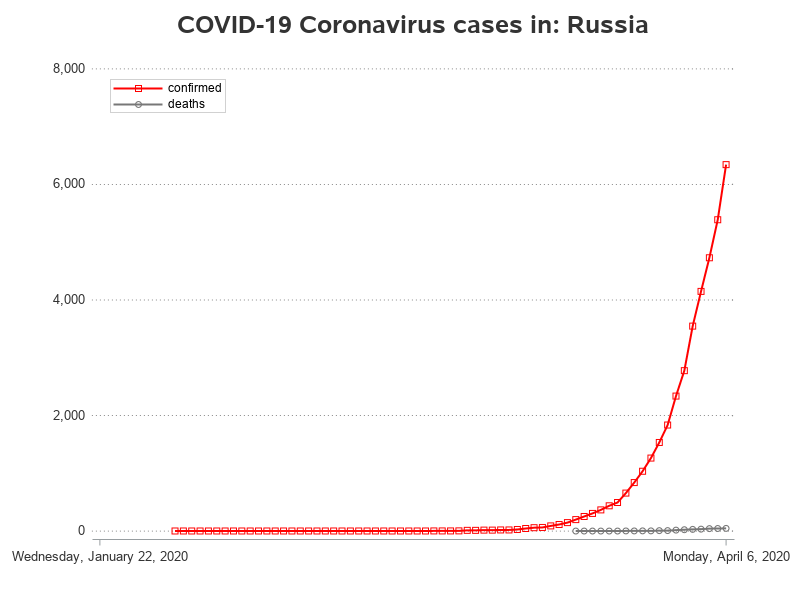 COVID-19 Coronavirus cases in: Russia
8,000
confirmed
deaths
6,000
4,000
2,000
0
Wednesday, January 22, 2020
Monday, April 6, 2020